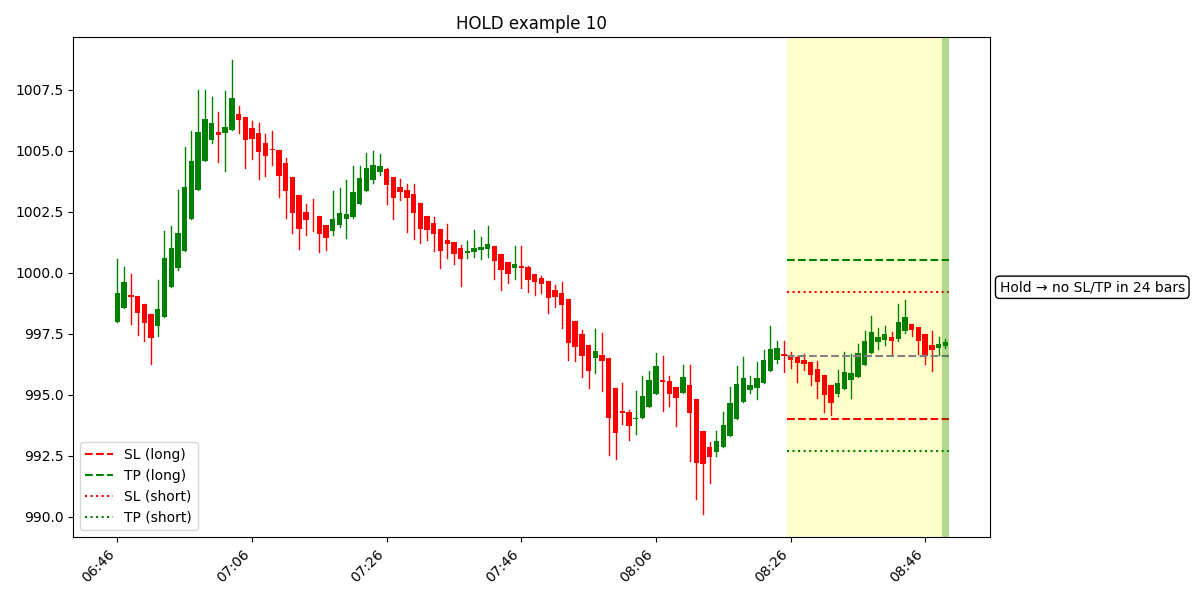 HOLD example 10
1007.5
1005.0
1002.5
1000.0
997.5
995.0
992.5
990.0
Hold → no SL/TP in 24 bars
SL (long)
TP (long)
SL (short)
TP (short)
06:46
07:06
07:26
07:46
08:06
08:26
08:46